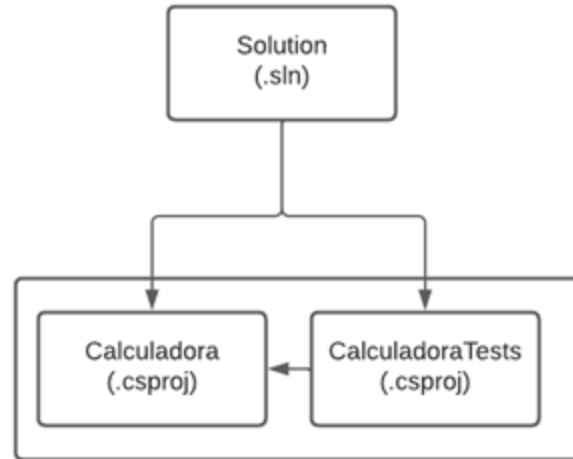 Solution
(.sln)
Calculadora
(.csproj)
CalculadoraTests
(.csproj)